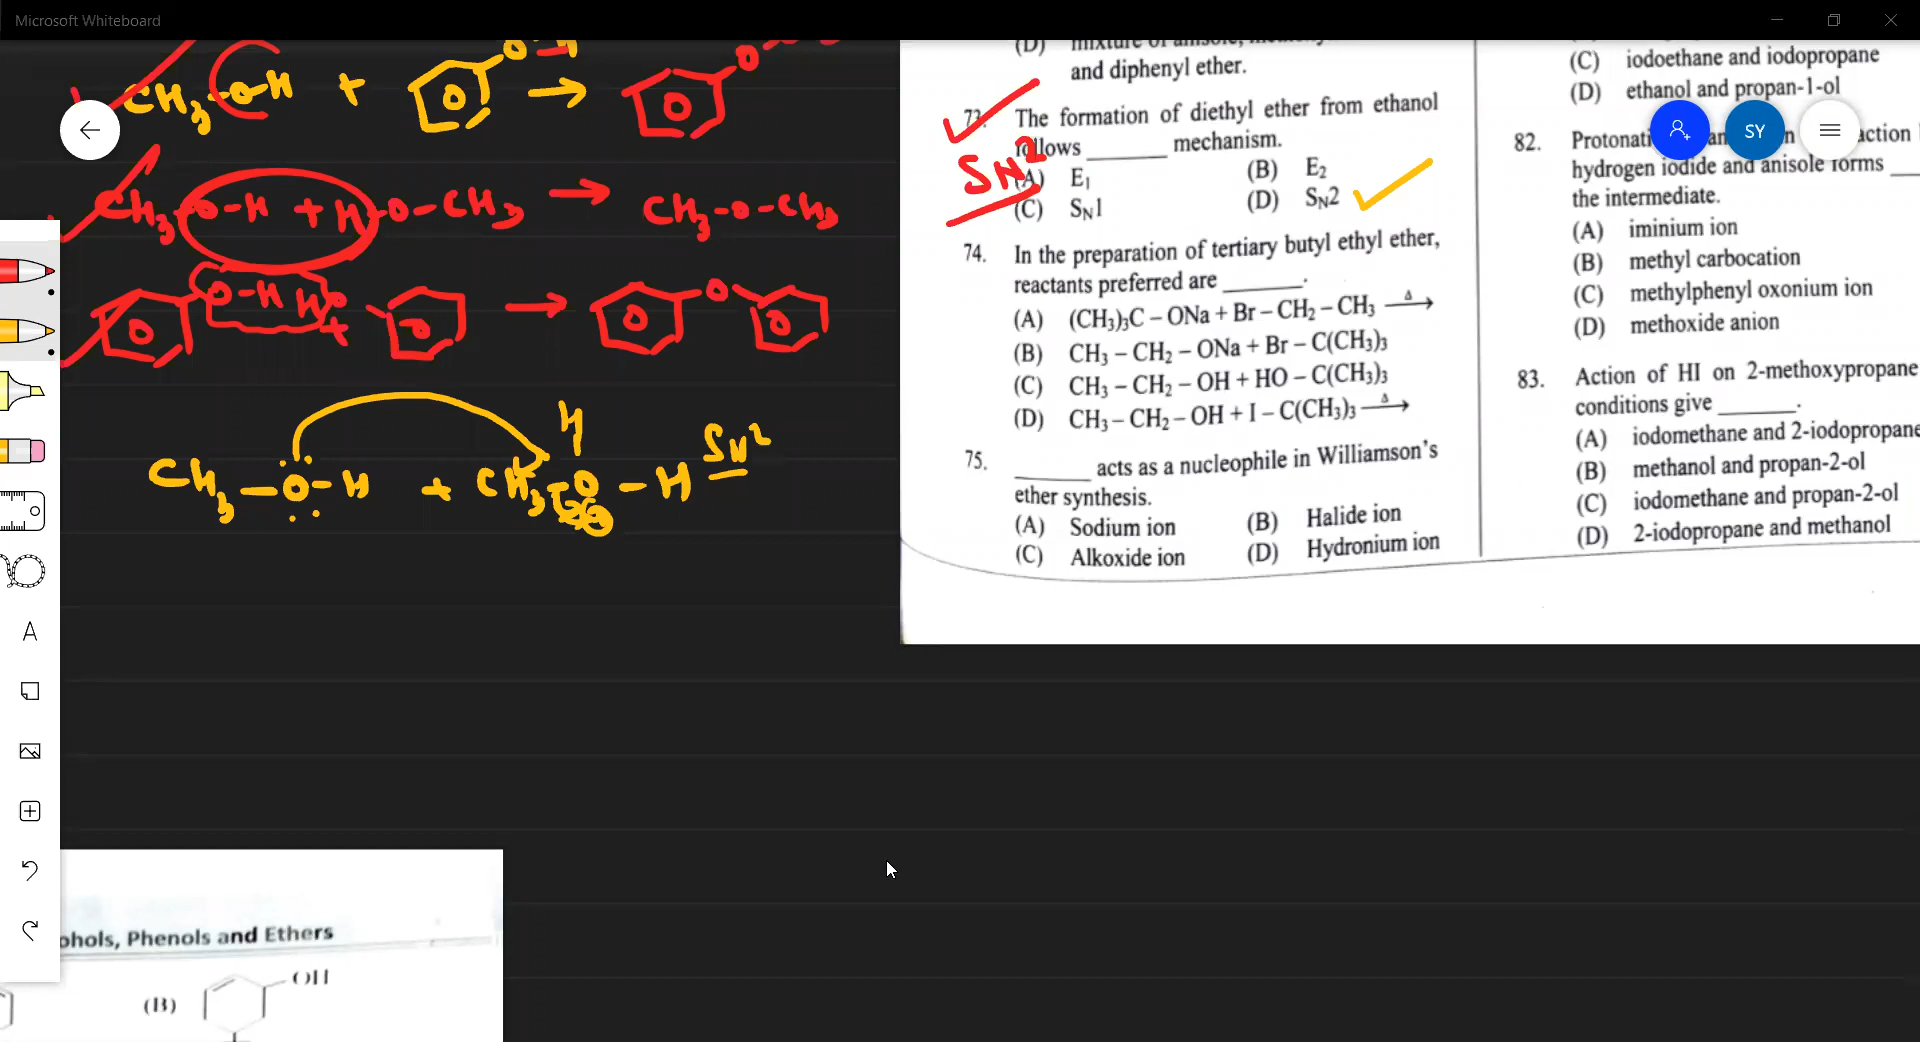 Microsoft Whiteboard
CH3-O-H + O-H →
CH3-O-H + H-O-CH3 → CH3-O-CH3
O-H H O + → O
CH3-O-H + CH3-O-H SN2
H
and diphenyl ether.
73. The formation of diethyl ether from ethanol
follows ________ mechanism.
SN2
(A) E1 (B) E2
(C) SN1 (D) SN2
74. In the preparation of tertiary butyl ethyl ether,
reactants preferred are ________.
(A) (CH3)3C – ONa + Br – CH2 – CH3 —Δ→
(B) CH3 – CH2 – ONa + Br – C(CH3)3
(C) CH3 – CH2 – OH + HO – C(CH3)3
(D) CH3 – CH2 – OH + I – C(CH3)3 —Δ→
75. ________ acts as a nucleophile in Williamson's
ether synthesis.
(A) Sodium ion (B) Halide ion
(C) Alkoxide ion (D) Hydronium ion
(C) iodoethane and iodopropane
(D) ethanol and propan-1-ol
SY
82.
hydrogen iodide and anisole forms
the intermediate.
(A) iminium ion
(B) methyl carbocation
(C) methylphenyl oxonium ion
(D) methoxide anion
83. Action of HI on 2-methoxypropane
conditions give ________.
(A) iodomethane and 2-iodopropane
(B) methanol and propan-2-ol
(C) iodomethane and propan-2-ol
(D) 2-iodopropane and methanol
ohols, Phenols and Ethers
(B) OH